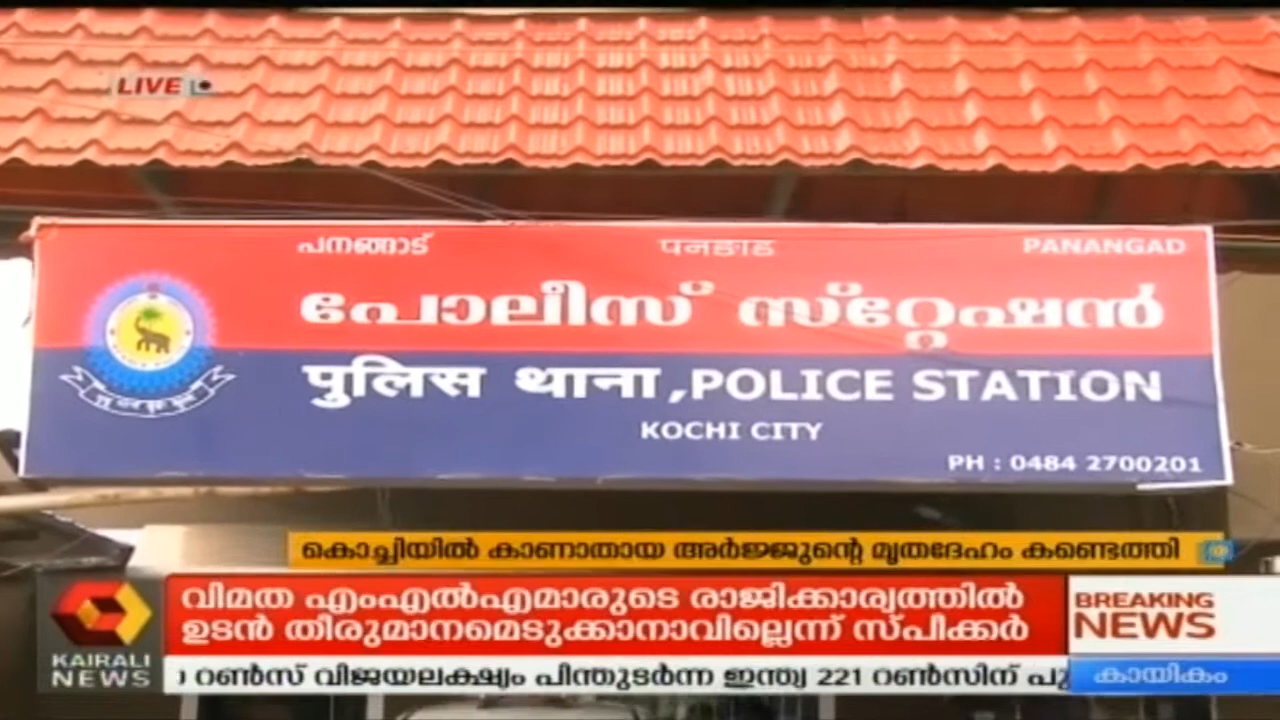 LIVE
പനങ്ങാട് पनङाड PANANGAD
പോലീസ് സ്റ്റേഷൻ
पुलिस थाना ,POLICE STATION
KOCHI CITY
PH : 0484 2700201
കൊച്ചിയിൽ കാണാതായ അർജ്ജുന്റെ മൃതദേഹം കണ്ടെത്തി
വിമത എംഎൽഎമാരുടെ രാജിക്കാര്യത്തിൽ
ഉടൻ തിരുമാനമെടുക്കാനാവില്ലെന്ന് സ്പീക്കർ
BREAKING
NEWS
KAIRALI
NEWS
റൺസ് വിജയലക്ഷ്യം പിന്തുടർന്ന ഇന്ത്യ 221 റൺസിന് കായികം